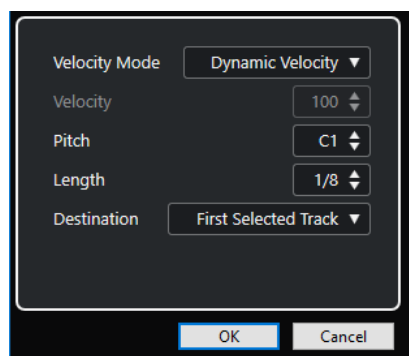 Velocity Mode Dynamic Velocity
Velocity 100
Pitch C1
Length 1/8
Destination First Selected Track
OK Cancel